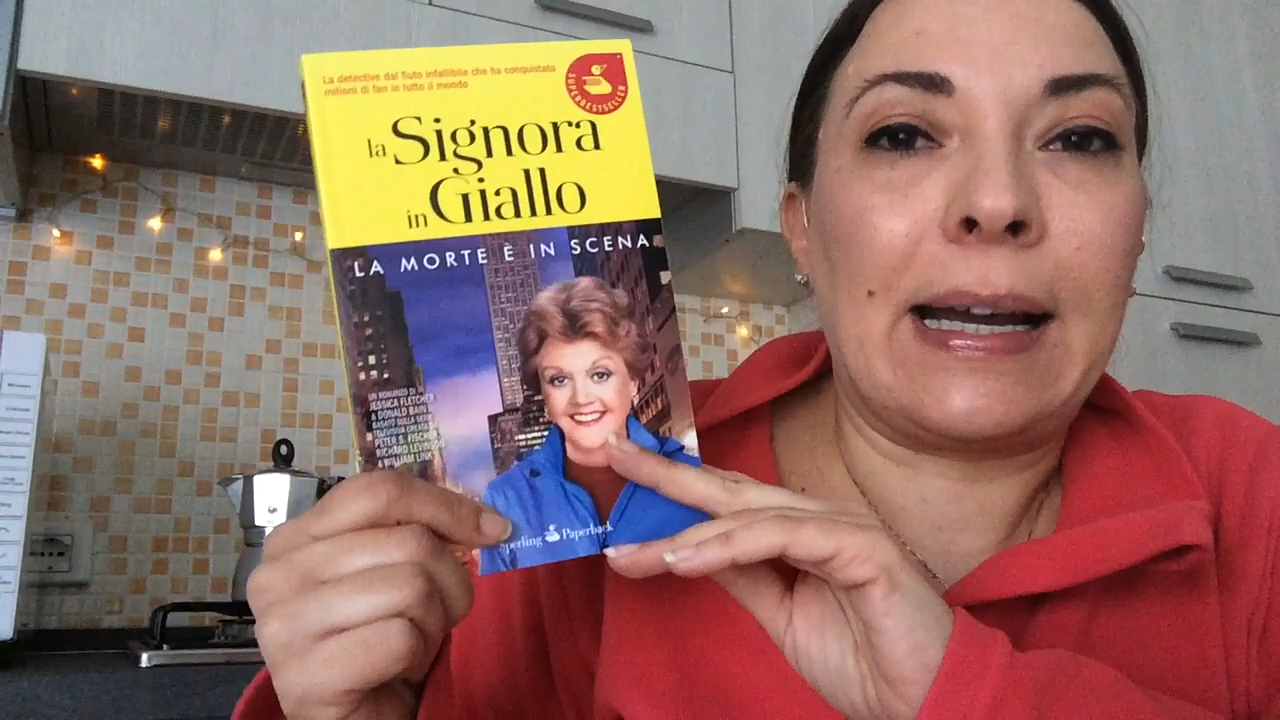 La detective dal fiuto infallibile che ha conquistato
milioni di fan in tutto il mondo
SUPERBESTSELLER
la Signora
in Giallo
LA MORTE È IN SCENA
UN ROMANZO DI
JESSICA FLETCHER
& DONALD BAIN
BASATO SULLA SERIE
TELEVISIVA CREATA
PETER S. FISCHER
RICHARD LEVINSON
& WILLIAM LINK
Sperling Paperback